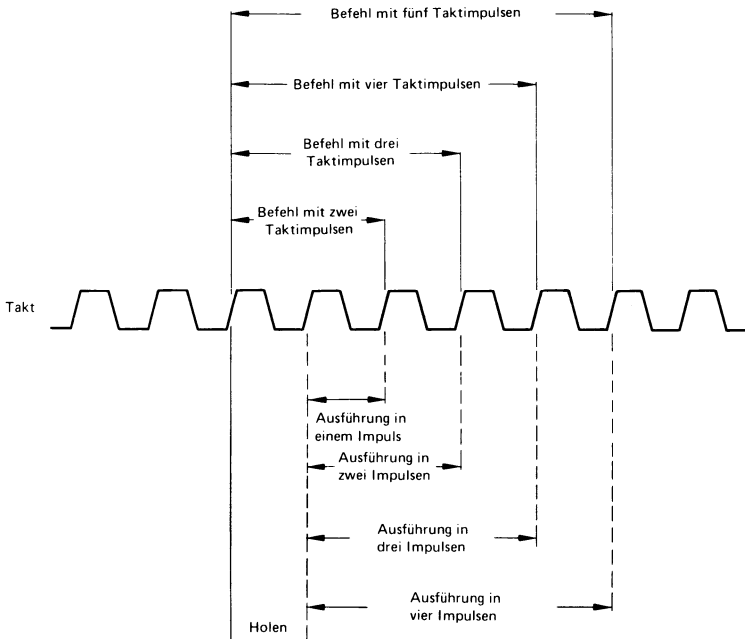 Befehl mit fünf Taktimpulsen
Befehl mit vier Taktimpulsen
Befehl mit drei
Taktimpulsen
Befehl mit zwei
Taktimpulsen
Takt
Ausführung in
einem Impuls
Ausführung in
zwei Impulsen
Ausführung in
drei Impulsen
Ausführung in
vier Impulsen
Holen